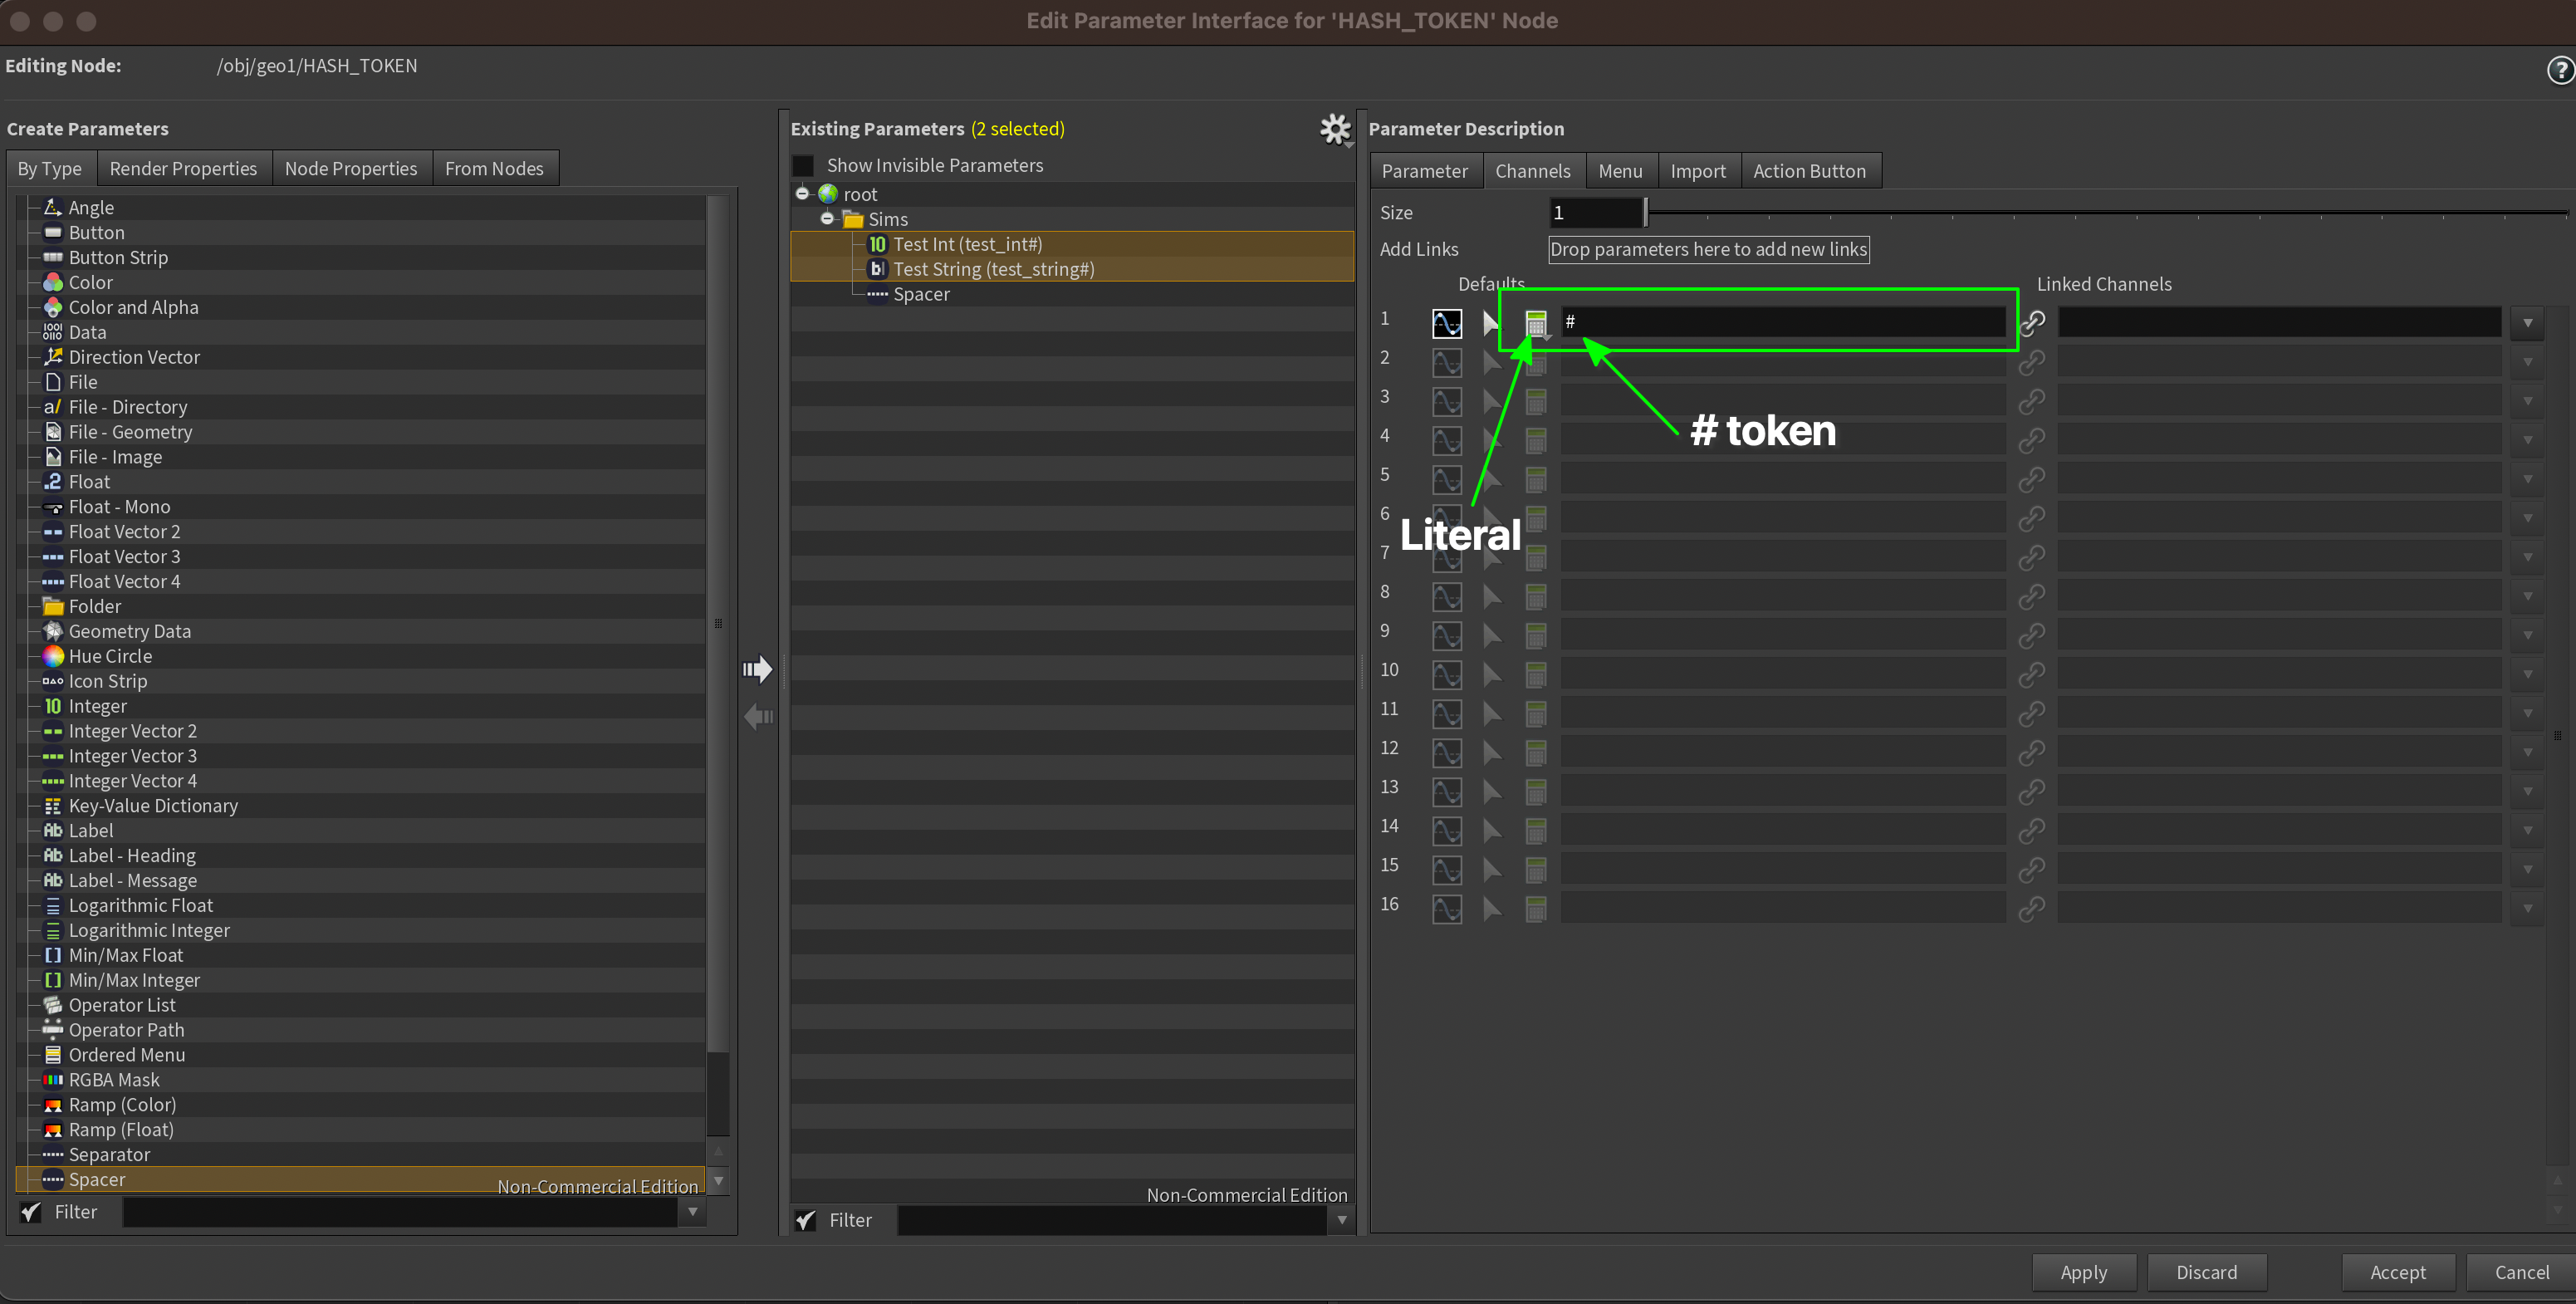 Edit Parameter Interface for 'HASH_TOKEN' Node
Editing Node: /obj/geo1/HASH_TOKEN
?
Create Parameters
By Type Render Properties Node Properties From Nodes
Angle
Button
Button Strip
Color
Color and Alpha
Data
Direction Vector
File
File - Directory
File - Geometry
File - Image
Float
Float - Mono
Float Vector 2
Float Vector 3
Float Vector 4
Folder
Geometry Data
Hue Circle
Icon Strip
Integer
Integer Vector 2
Integer Vector 3
Integer Vector 4
Key-Value Dictionary
Label
Label - Heading
Label - Message
Logarithmic Float
Logarithmic Integer
Min/Max Float
Min/Max Integer
Operator List
Operator Path
Ordered Menu
RGBA Mask
Ramp (Color)
Ramp (Float)
Separator
Spacer
Non-Commercial Edition
Filter
Existing Parameters (2 selected)
Show Invisible Parameters
root
Sims
Test Int (test_int#)
Test String (test_string#)
Spacer
Non-Commercial Edition
Filter
Parameter Description
Parameter Channels Menu Import Action Button
Size 1
Add Links Drop parameters here to add new links
Defaults Linked Channels
1 #
2
3
# token
4
5
6
Literal
7
8
9
10
11
12
13
14
15
16
Apply Discard Accept Cancel